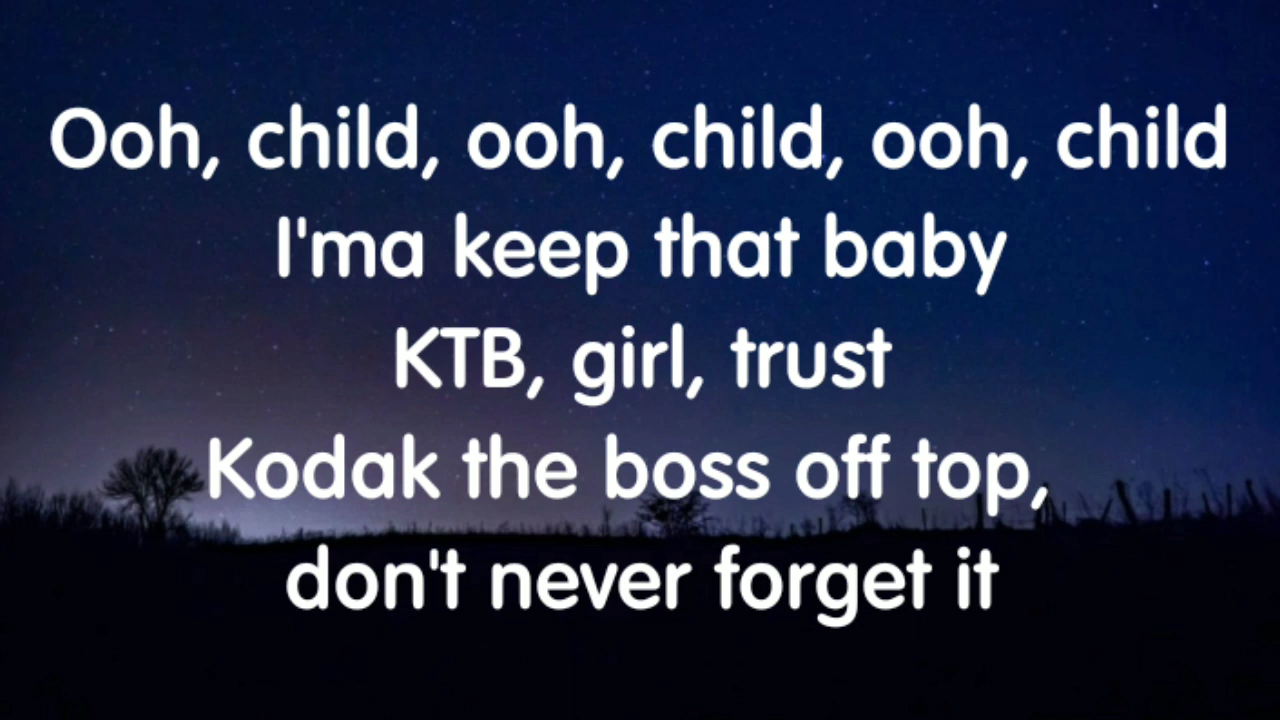 Ooh, child, ooh, child, ooh, child
I'ma keep that baby
KTB, girl, trust
Kodak the boss off top,
don't never forget it